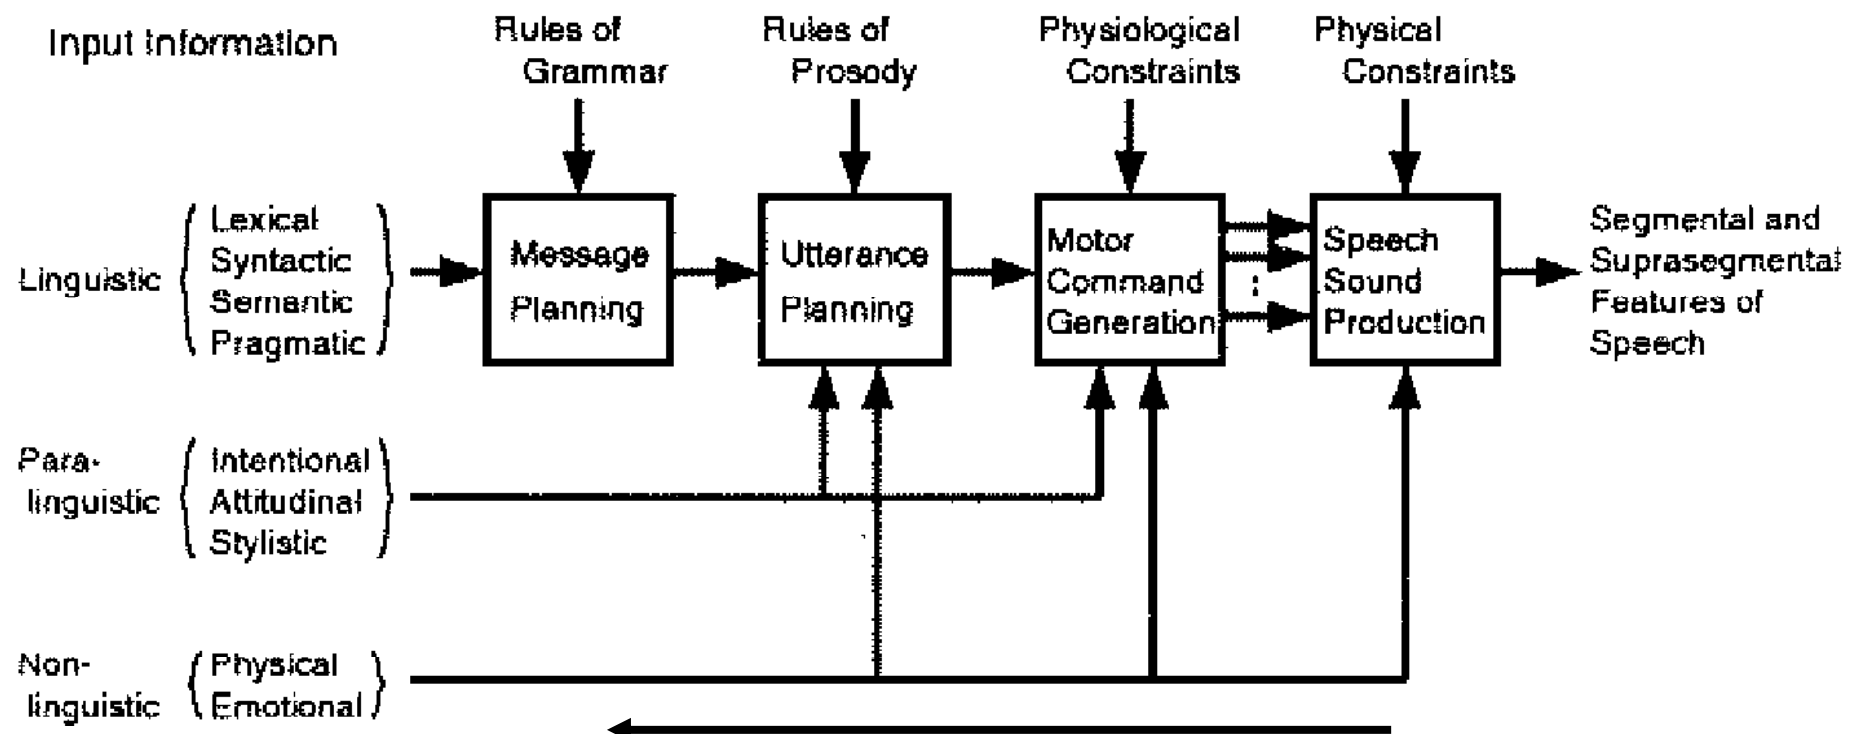 Input Information
Rules of
Grammar
Rules of
Prosody
Physiological
Constraints
Physical
Constraints
Linguistic
Lexical
Syntactic
Semantic
Pragmatic
Message
Planning
Utterance
Planning
Motor
Command
Generation
Speech
Sound
Production
Segmental and
Suprasegmental
Features of
Speech
Para-
linguistic
Intentional
Attitudinal
Stylistic
Non-
linguistic
Physical
Emotional